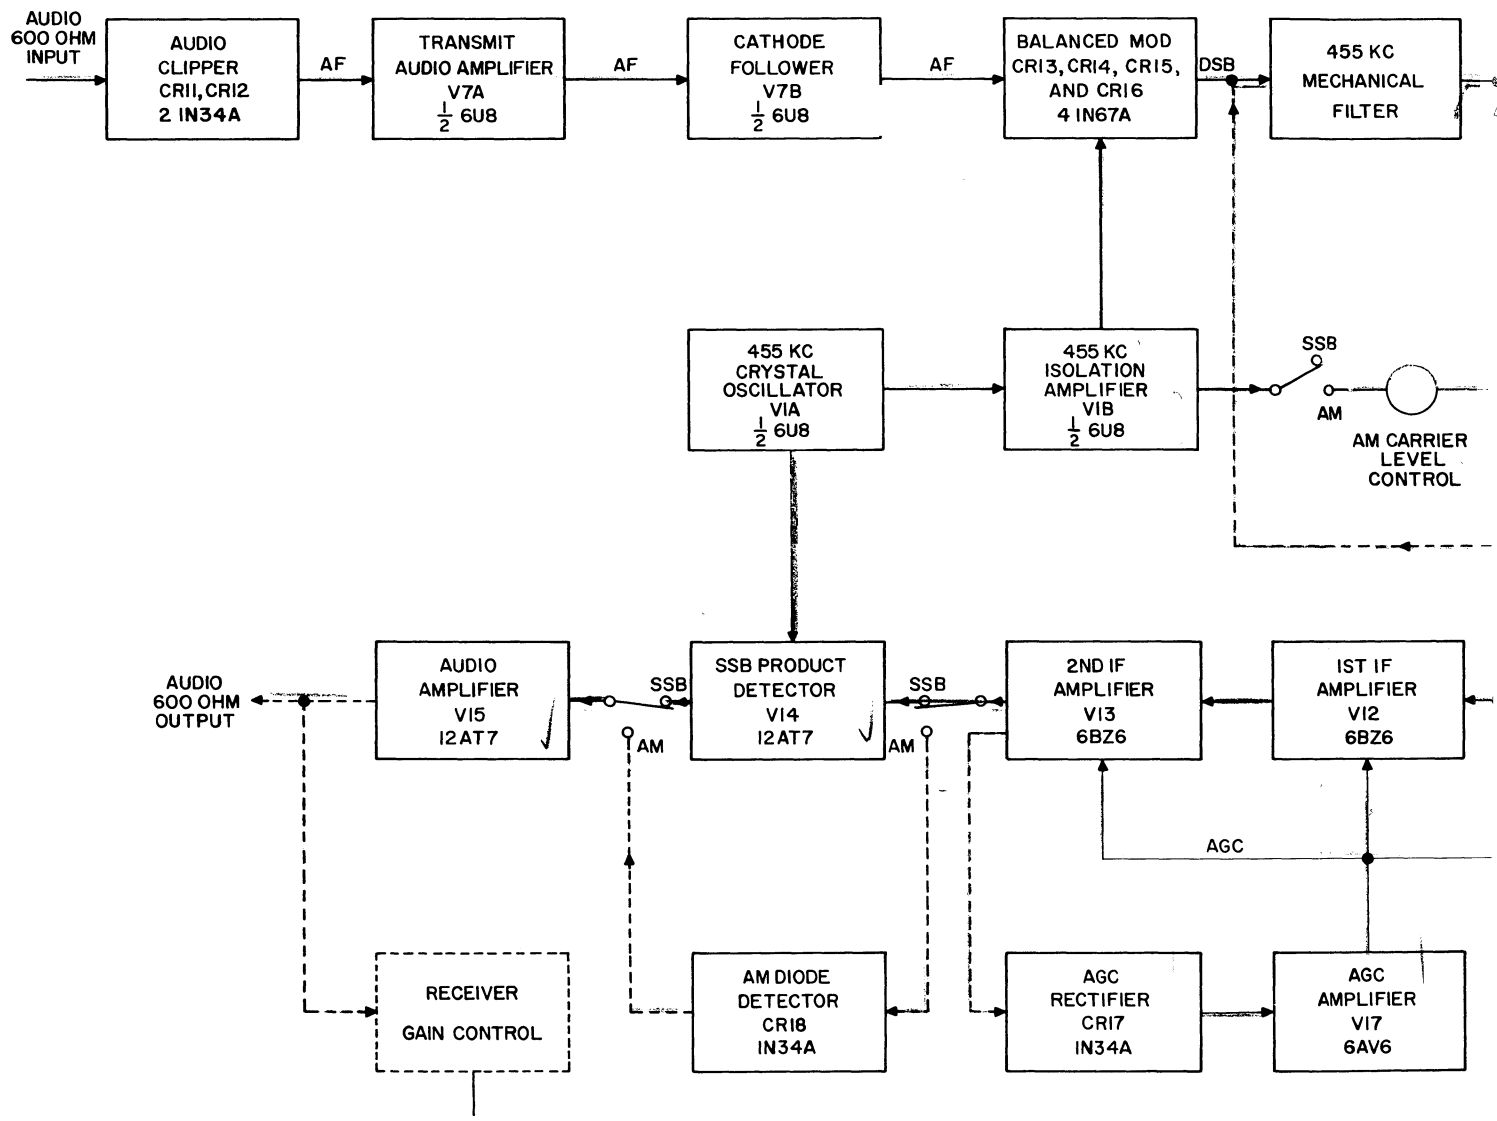 AUDIO
600 OHM
INPUT
AUDIO
CLIPPER
CR11, CR12
2 1N34A
AF
TRANSMIT
AUDIO AMPLIFIER
V7A
1/2 6U8
AF
CATHODE
FOLLOWER
V7B
1/2 6U8
AF
BALANCED MOD
CR13, CR14, CR15,
AND CR16
4 1N67A
DSB
455 KC
MECHANICAL
FILTER
455 KC
CRYSTAL
OSCILLATOR
V1A
1/2 6U8
455 KC
ISOLATION
AMPLIFIER
V1B
1/2 6U8
SSB
AM
AM CARRIER
LEVEL
CONTROL
AUDIO
600 OHM
OUTPUT
AUDIO
AMPLIFIER
V15
12AT7
SSB
AM
SSB PRODUCT
DETECTOR
V14
12AT7
SSB
AM
2ND IF
AMPLIFIER
V13
6BZ6
1ST IF
AMPLIFIER
V12
6BZ6
AGC
RECEIVER
GAIN CONTROL
AM DIODE
DETECTOR
CR18
1N34A
AGC
RECTIFIER
CR17
1N34A
AGC
AMPLIFIER
V17
6AV6